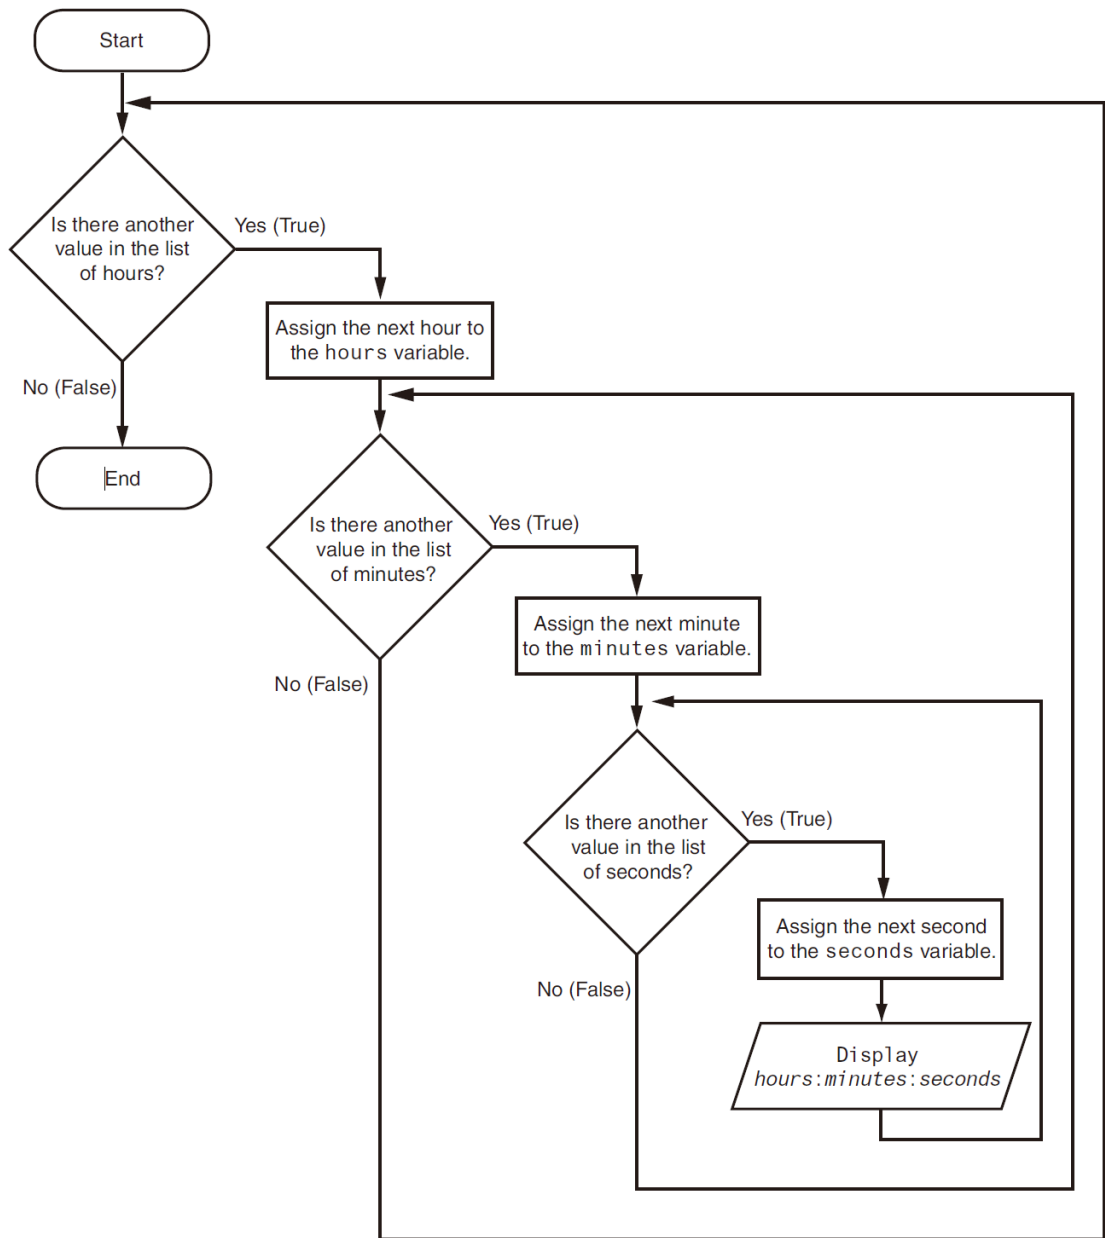 Start
Is there another
value in the list
of hours?
Yes (True)
Assign the next hour to
the hours variable.
No (False)
End
Is there another
value in the list
of minutes?
Yes (True)
Assign the next minute
to the minutes variable.
No (False)
Is there another
value in the list
of seconds?
Yes (True)
Assign the next second
to the seconds variable.
No (False)
Display
hours:minutes:seconds